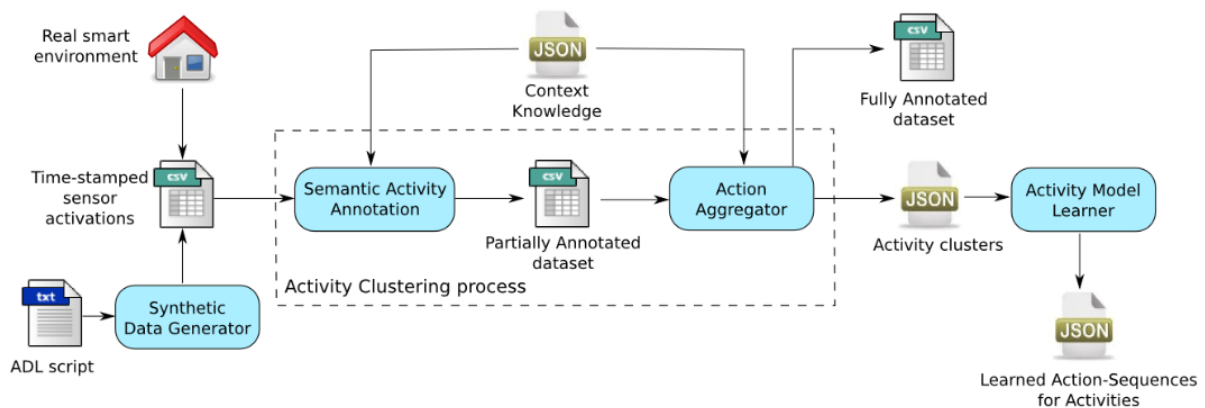 Real smart
environment
JSON
Context
Knowledge
csv
Fully Annotated
dataset
Time-stamped
sensor
activations
csv
Semantic Activity
Annotation
csv
Partially Annotated
dataset
Action
Aggregator
JSON
Activity clusters
Activity Model
Learner
Activity Clustering process
txt
ADL script
Synthetic
Data Generator
JSON
Learned Action-Sequences
for Activities